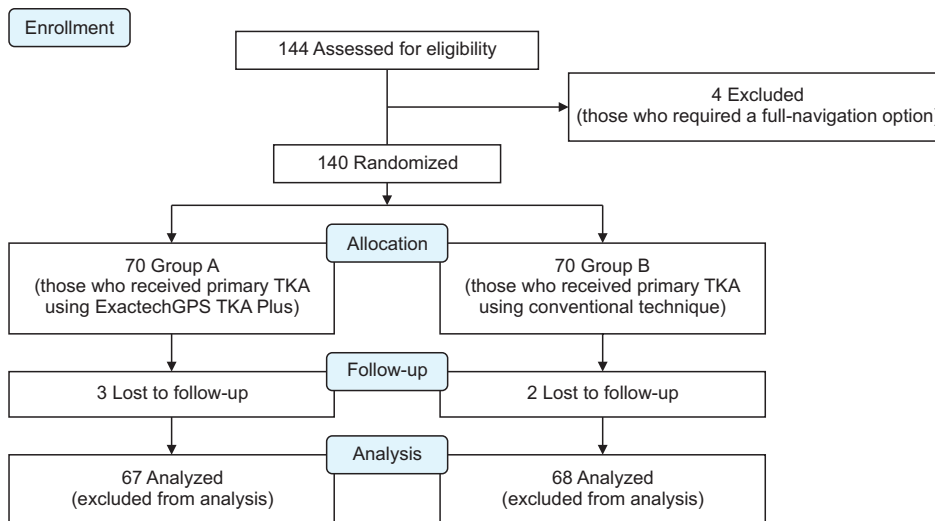 Enrollment
144 Assessed for eligibility
4 Excluded
(those who required a full-navigation option)
140 Randomized
Allocation
70 Group A
(those who received primary TKA
using ExactechGPS TKA Plus)
70 Group B
(those who received primary TKA
using conventional technique)
Follow-up
3 Lost to follow-up
2 Lost to follow-up
Analysis
67 Analyzed
(excluded from analysis)
68 Analyzed
(excluded from analysis)